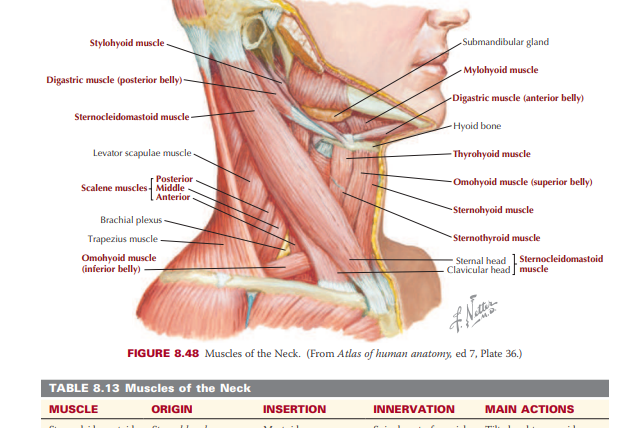 Stylohyoid muscle
Digastric muscle (posterior belly)
Sternocleidomastoid muscle
Levator scapulae muscle
Scalene muscles
Posterior
Middle
Anterior
Brachial plexus
Trapezius muscle
Omohyoid muscle
(inferior belly)
Submandibular gland
Mylohyoid muscle
Digastric muscle (anterior belly)
Hyoid bone
Thyrohyoid muscle
Omohyoid muscle (superior belly)
Sternohyoid muscle
Sternothyroid muscle
Sternal head
Clavicular head
Sternocleidomastoid
muscle
F. Netter
M.D.
FIGURE 8.48 Muscles of the Neck. (From Atlas of human anatomy, ed 7, Plate 36.)
TABLE 8.13 Muscles of the Neck
MUSCLE ORIGIN INSERTION INNERVATION MAIN ACTIONS